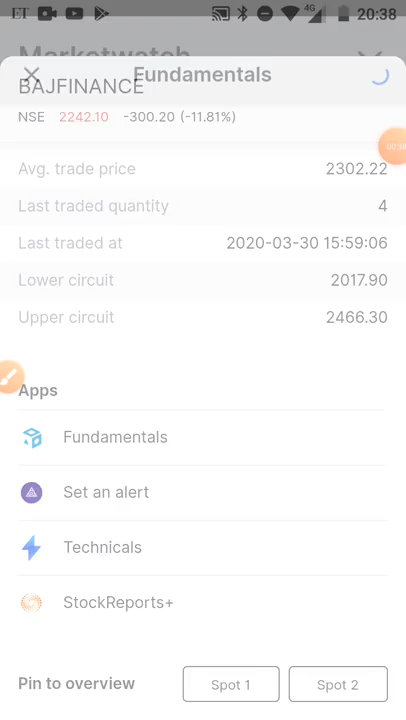 ET 4G 20:38
Marketwatch
Fundamentals
BAJFINANCE
NSE 2242.10 -300.20 (-11.81%)
Avg. trade price 2302.22
Last traded quantity 4
Last traded at 2020-03-30 15:59:06
Lower circuit 2017.90
Upper circuit 2466.30
Apps
Fundamentals
Set an alert
Technicals
StockReports+
Pin to overview Spot 1 Spot 2